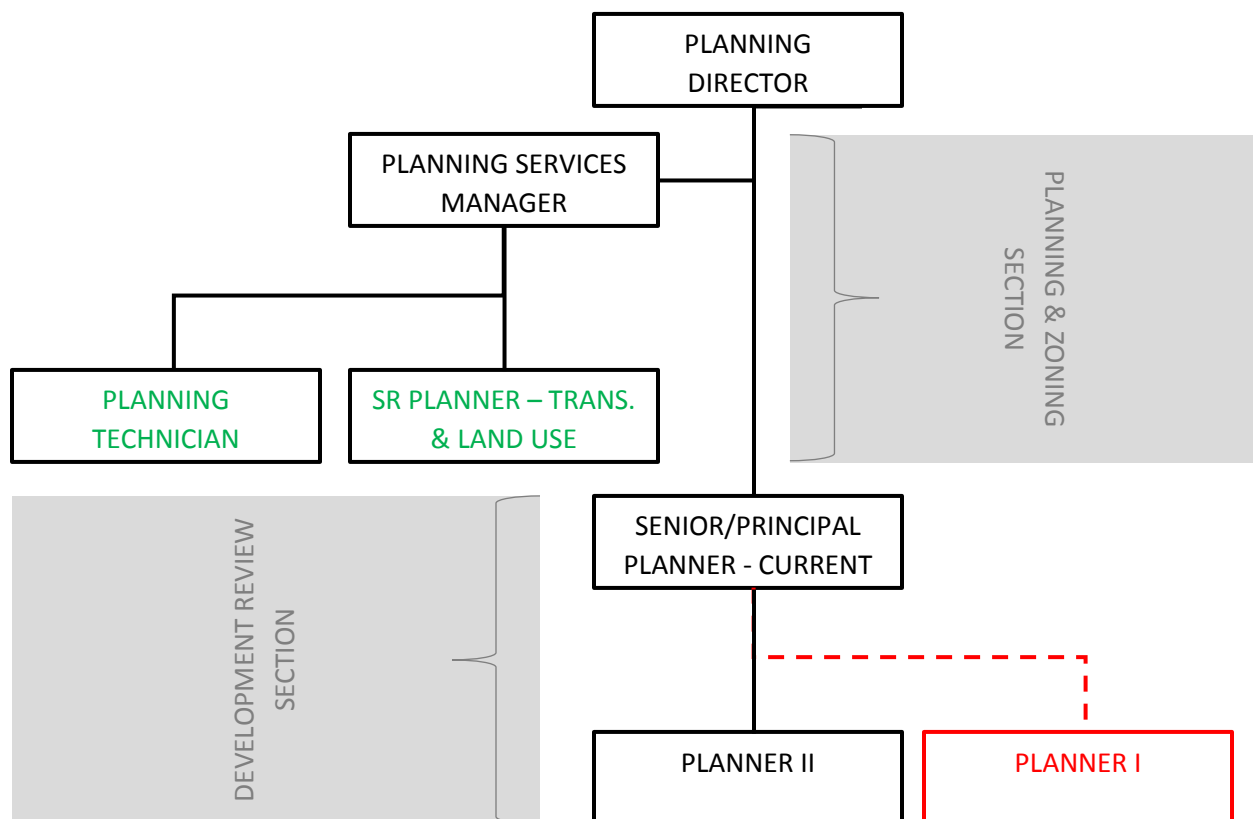 PLANNING
DIRECTOR
PLANNING SERVICES
MANAGER
PLANNING & ZONING
SECTION
PLANNING
TECHNICIAN
SR PLANNER – TRANS.
& LAND USE
SENIOR/PRINCIPAL
PLANNER - CURRENT
DEVELOPMENT REVIEW
SECTION
PLANNER II
PLANNER I